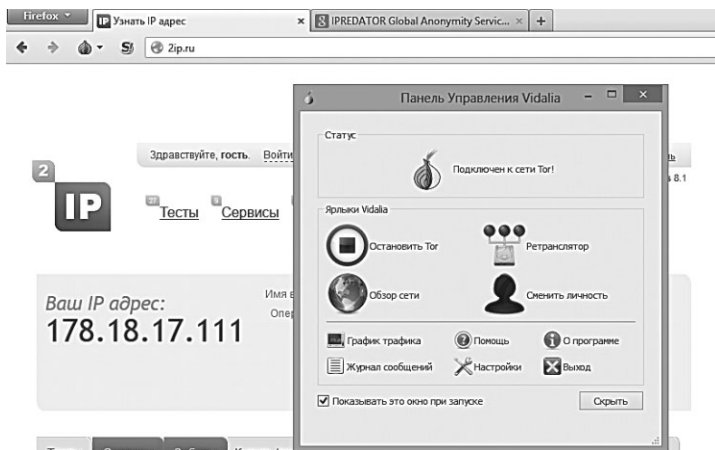 Firefox
Узнать IP адрес
IPREDATOR Global Anonymity Servic...
2ip.ru
Панель Управления Vidalia
Здравствуйте, гость. Войти
8.1
2
IP
27
Тесты
9
Сервисы
Статус
Подключен к сети Tor!
Ярлыки Vidalia
Остановить Tor
Ретранслятор
Обзор сети
Сменить личность
Ваш IP адрес:
178.18.17.111
Имя
Опер
График трафика
Помощь
О программе
Журнал сообщений
Настройки
Выход
Показывать это окно при запуске
Скрыть